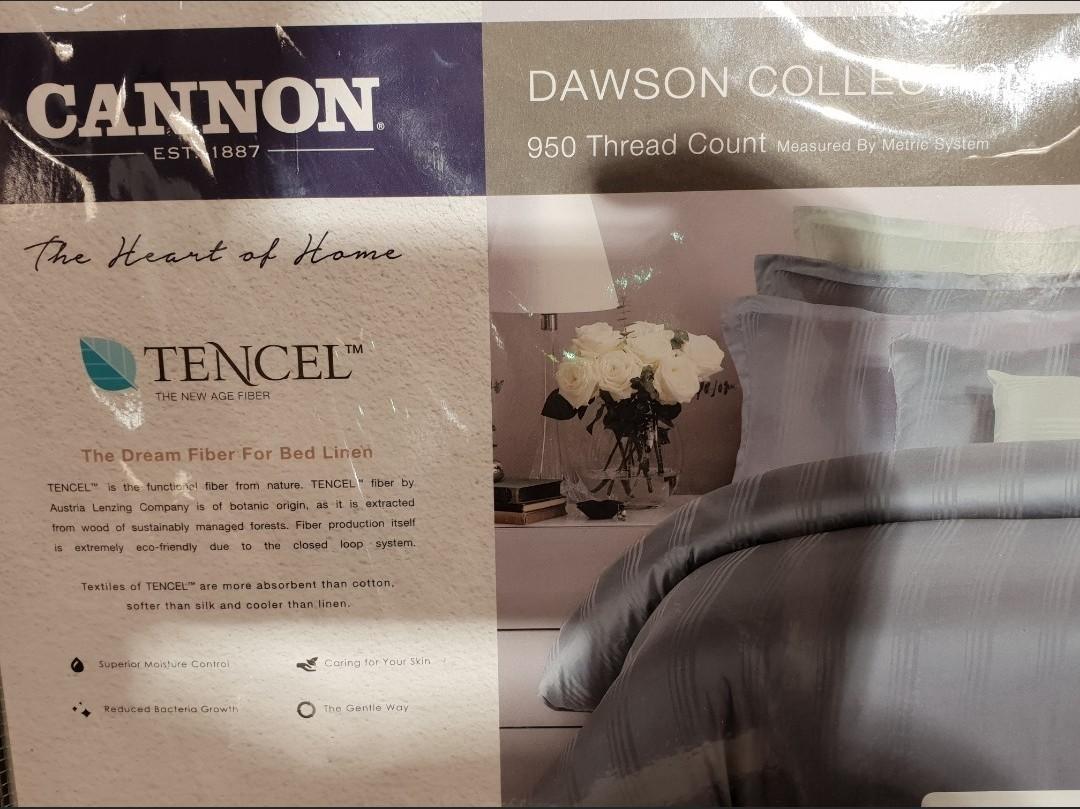 CANNON®
EST. 1887
DAWSON COLLECTION
950 Thread Count Measured By Metric System
The Heart of Home
TENCEL™
THE NEW AGE FIBER
The Dream Fiber For Bed Linen
TENCEL™ is the functional fiber from nature. TENCEL™ fiber by
Austria Lenzing Company is of botanic origin, as it is extracted
from wood of sustainably managed forests. Fiber production itself
is extremely eco-friendly due to the closed loop system.
Textiles of TENCEL™ are more absorbent than cotton,
softer than silk and cooler than linen.
Superior Moisture Control
Caring for Your Skin
Reduced Bacteria Growth
The Gentle Way